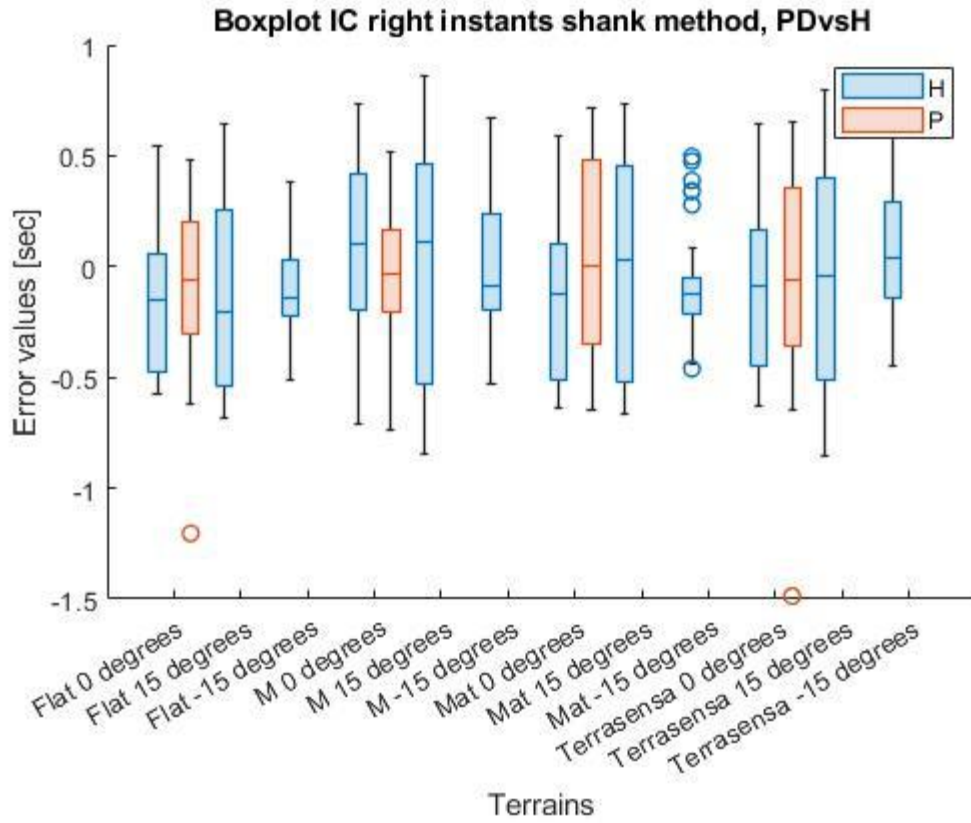 Boxplot IC right instants shank method, PDvsH
H
P
1
0.5
0
-0.5
-1
-1.5
Error values [sec]
Flat 0 degrees
Flat 15 degrees
Flat -15 degrees
M 0 degrees
M 15 degrees
M -15 degrees
Mat 0 degrees
Mat 15 degrees
Mat -15 degrees
Terrasensa 0 degrees
Terrasensa 15 degrees
Terrasensa -15 degrees
Terrains